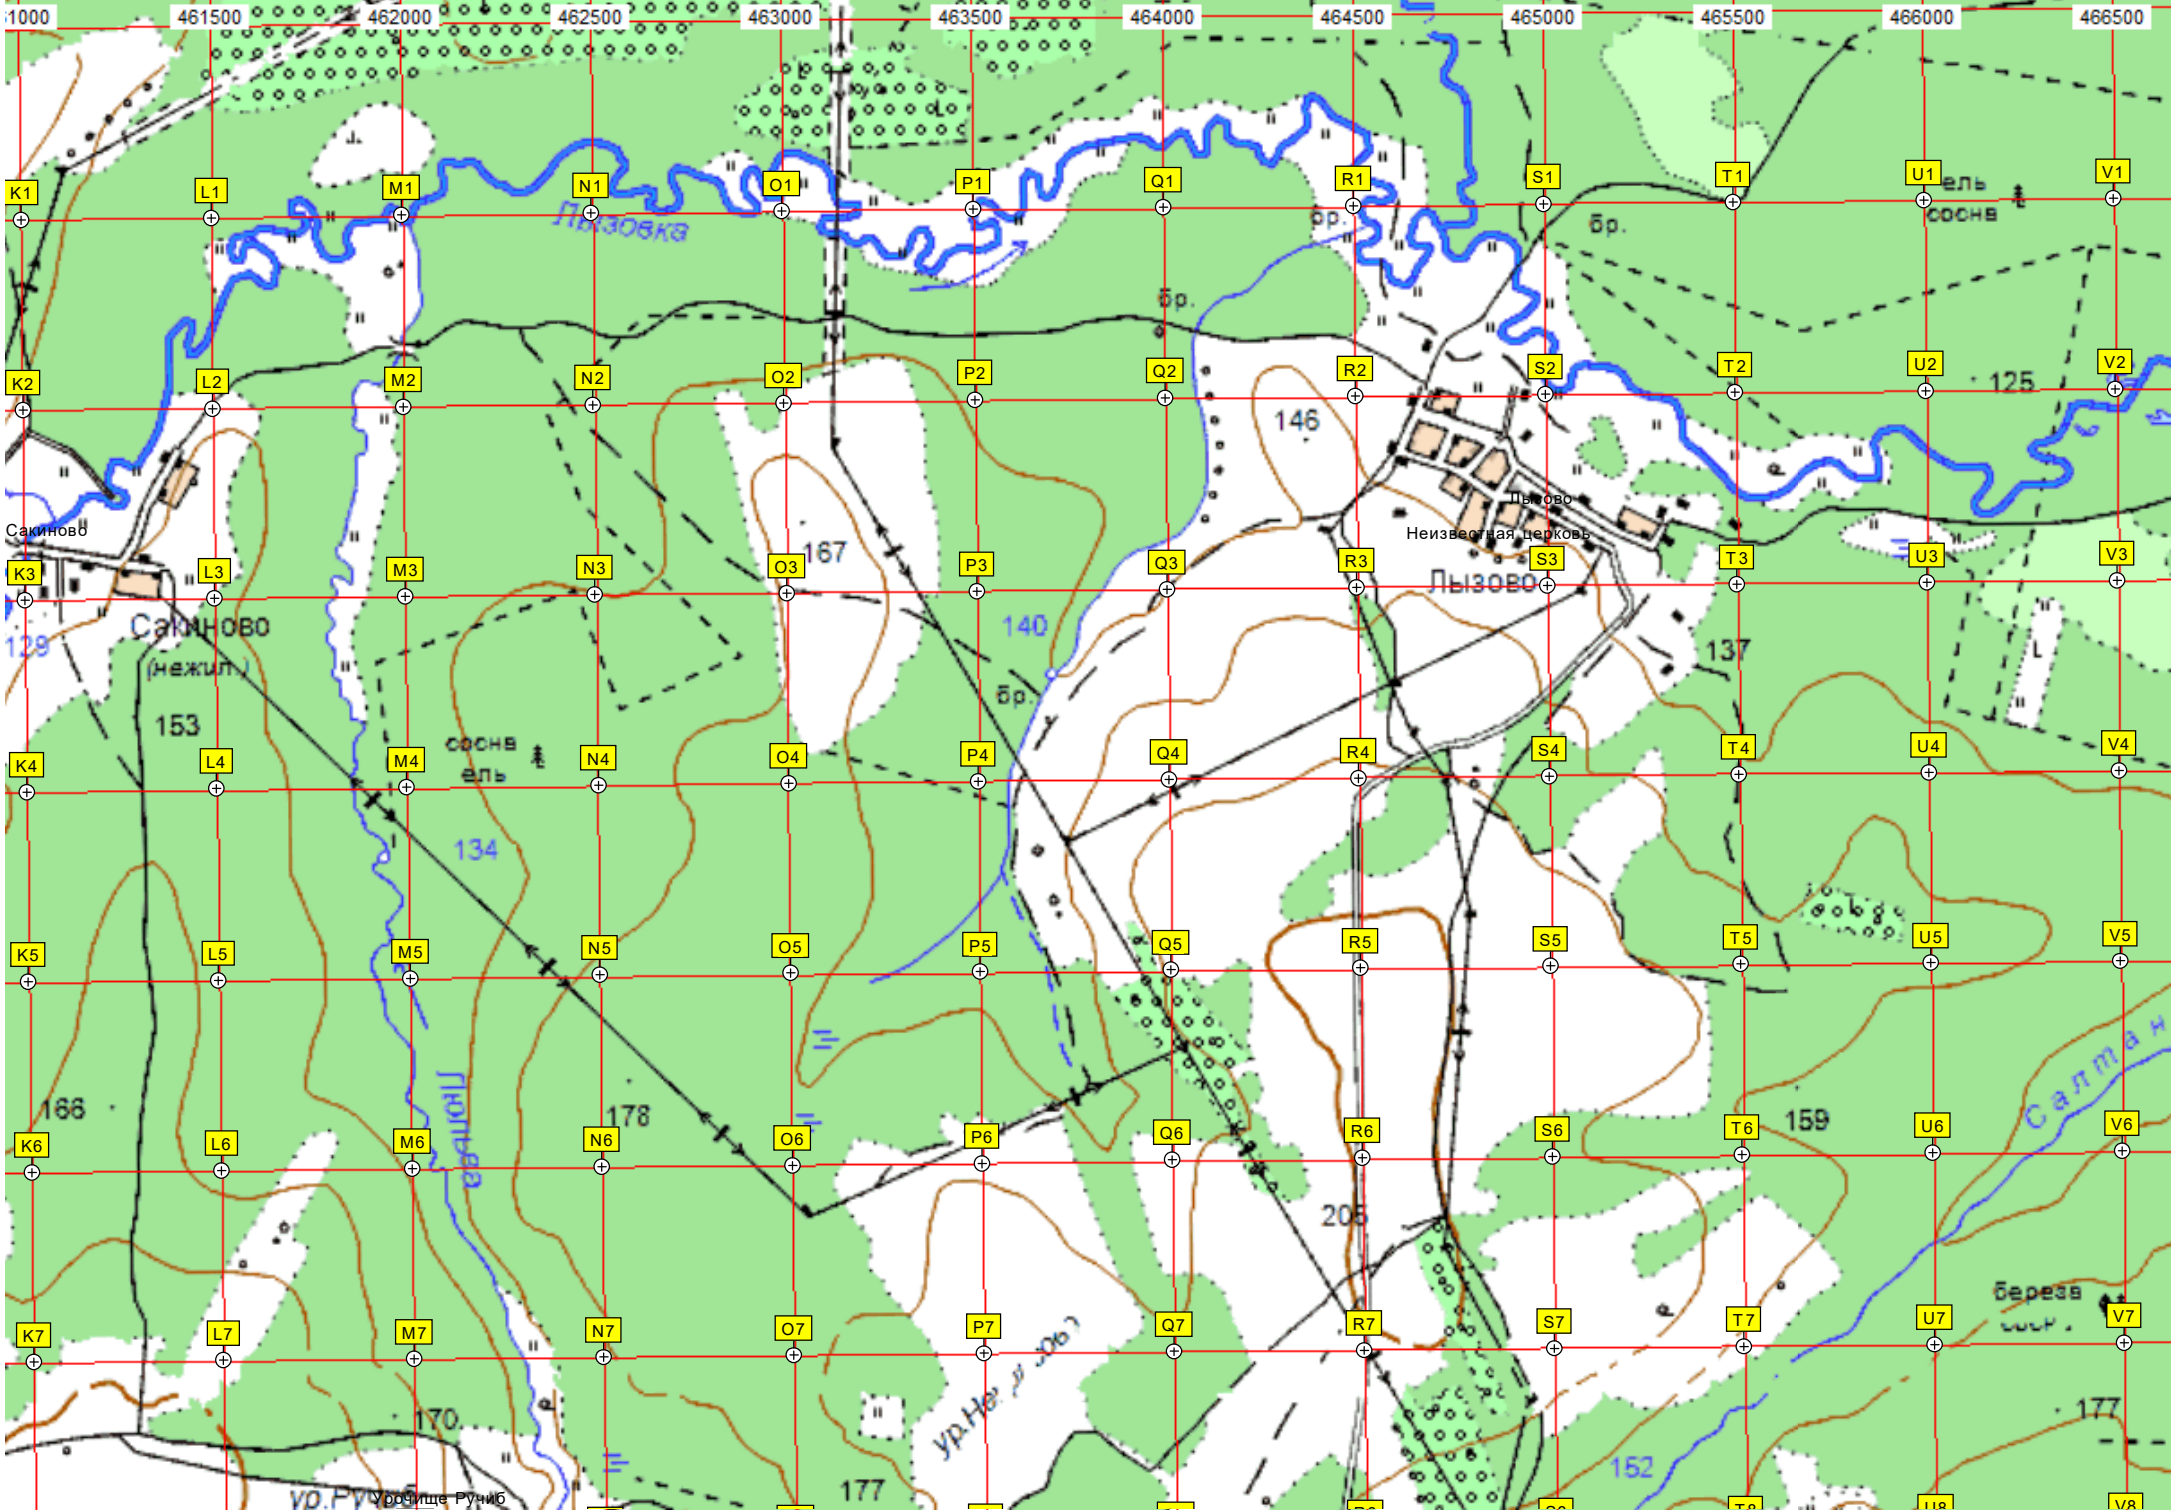 461500 462000 462500 463000 463500 464000 464500 465000 465500 466000 466500
K1 L1 M1 N1 O1 P1 Q1 R1 S1 T1 U1 V1
ель
сосна
Лызовка
бр.
бр.
бр.
K2 L2 M2 N2 O2 P2 Q2 R2 S2 T2 U2 V2
125
146
Лызово
Сакиново
167
Неизвестная церковь
K3 L3 M3 N3 O3 P3 Q3 R3 S3 T3 U3 V3
Лызово
Сакиново
140
129
(нежил.)
137
бр.
153
сосна
ель
K4 L4 M4 N4 O4 P4 Q4 R4 S4 T4 U4 V4
134
K5 L5 M5 N5 O5 P5 Q5 R5 S5 T5 U5 V5
Салтан
166
178
159
K6 L6 M6 N6 O6 P6 Q6 R6 S6 T6 U6 V6
205
береза
K7 L7 M7 N7 O7 P7 Q7 R7 S7 T7 U7 V7
170
177
152
177
Урочище Ручиб